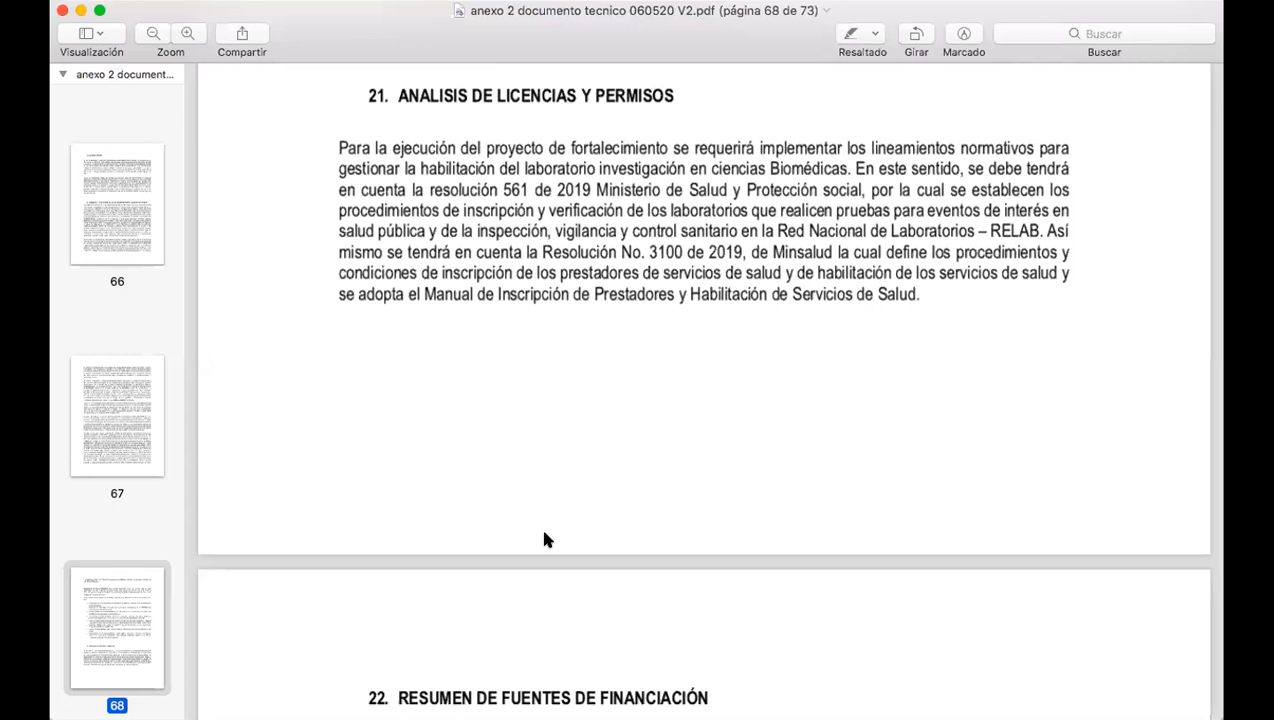 anexo 2 documento tecnico 060520 V2.pdf (página 68 de 73)
Visualización
Zoom
Compartir
Resaltado
Girar
Marcado
Buscar
Buscar
anexo 2 document...
66
67
68
21. ANALISIS DE LICENCIAS Y PERMISOS
Para la ejecución del proyecto de fortalecimiento se requerirá implementar los lineamientos normativos para
gestionar la habilitación del laboratorio investigación en ciencias Biomédicas. En este sentido, se debe tendrá
en cuenta la resolución 561 de 2019 Ministerio de Salud y Protección social, por la cual se establecen los
procedimientos de inscripción y verificación de los laboratorios que realicen pruebas para eventos de interés en
salud pública y de la inspección, vigilancia y control sanitario en la Red Nacional de Laboratorios – RELAB. Así
mismo se tendrá en cuenta la Resolución No. 3100 de 2019, de Minsalud la cual define los procedimientos y
condiciones de inscripción de los prestadores de servicios de salud y de habilitación de los servicios de salud y
se adopta el Manual de Inscripción de Prestadores y Habilitación de Servicios de Salud.
22. RESUMEN DE FUENTES DE FINANCIACIÓN